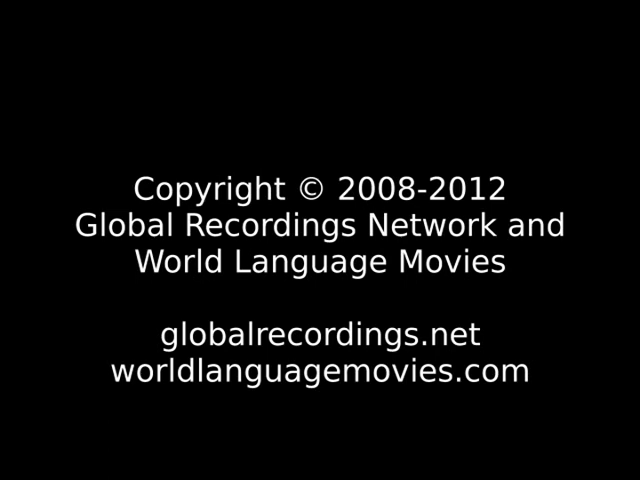 Copyright © 2008-2012
Global Recordings Network and
World Language Movies
globalrecordings.net
worldlanguagemovies.com